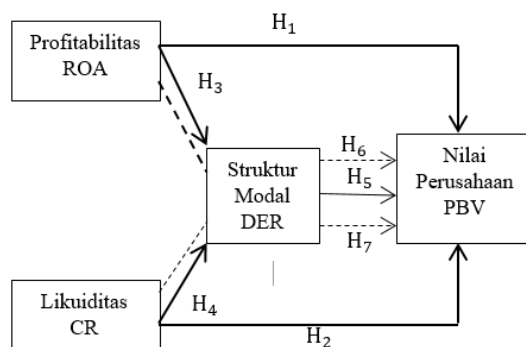 H₁
Profitabilitas
ROA
H₃
H₆
Struktur
Modal
DER
H₅
H₇
Nilai
Perusahaan
PBV
H₄
Likuiditas
CR
H₂